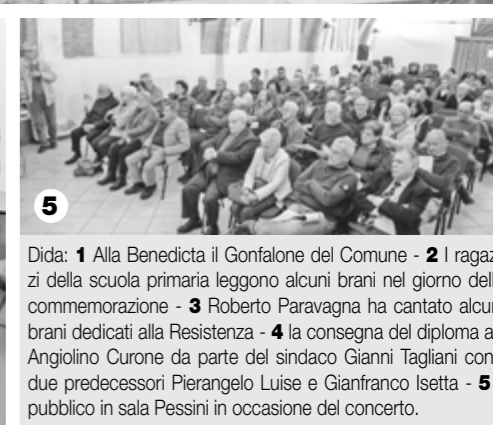 5
Dida: 1 Alla Benedicta il Gonfalone del Comune - 2 I ragaz
zi della scuola primaria leggono alcuni brani nel giorno dell
commemorazione - 3 Roberto Paravagna ha cantato alcun
brani dedicati alla Resistenza - 4 la consegna del diploma a
Angiolino Curone da parte del sindaco Gianni Tagliani con
due predecessori Pierangelo Luise e Gianfranco Isetta - 5
pubblico in sala Pessini in occasione del concerto.